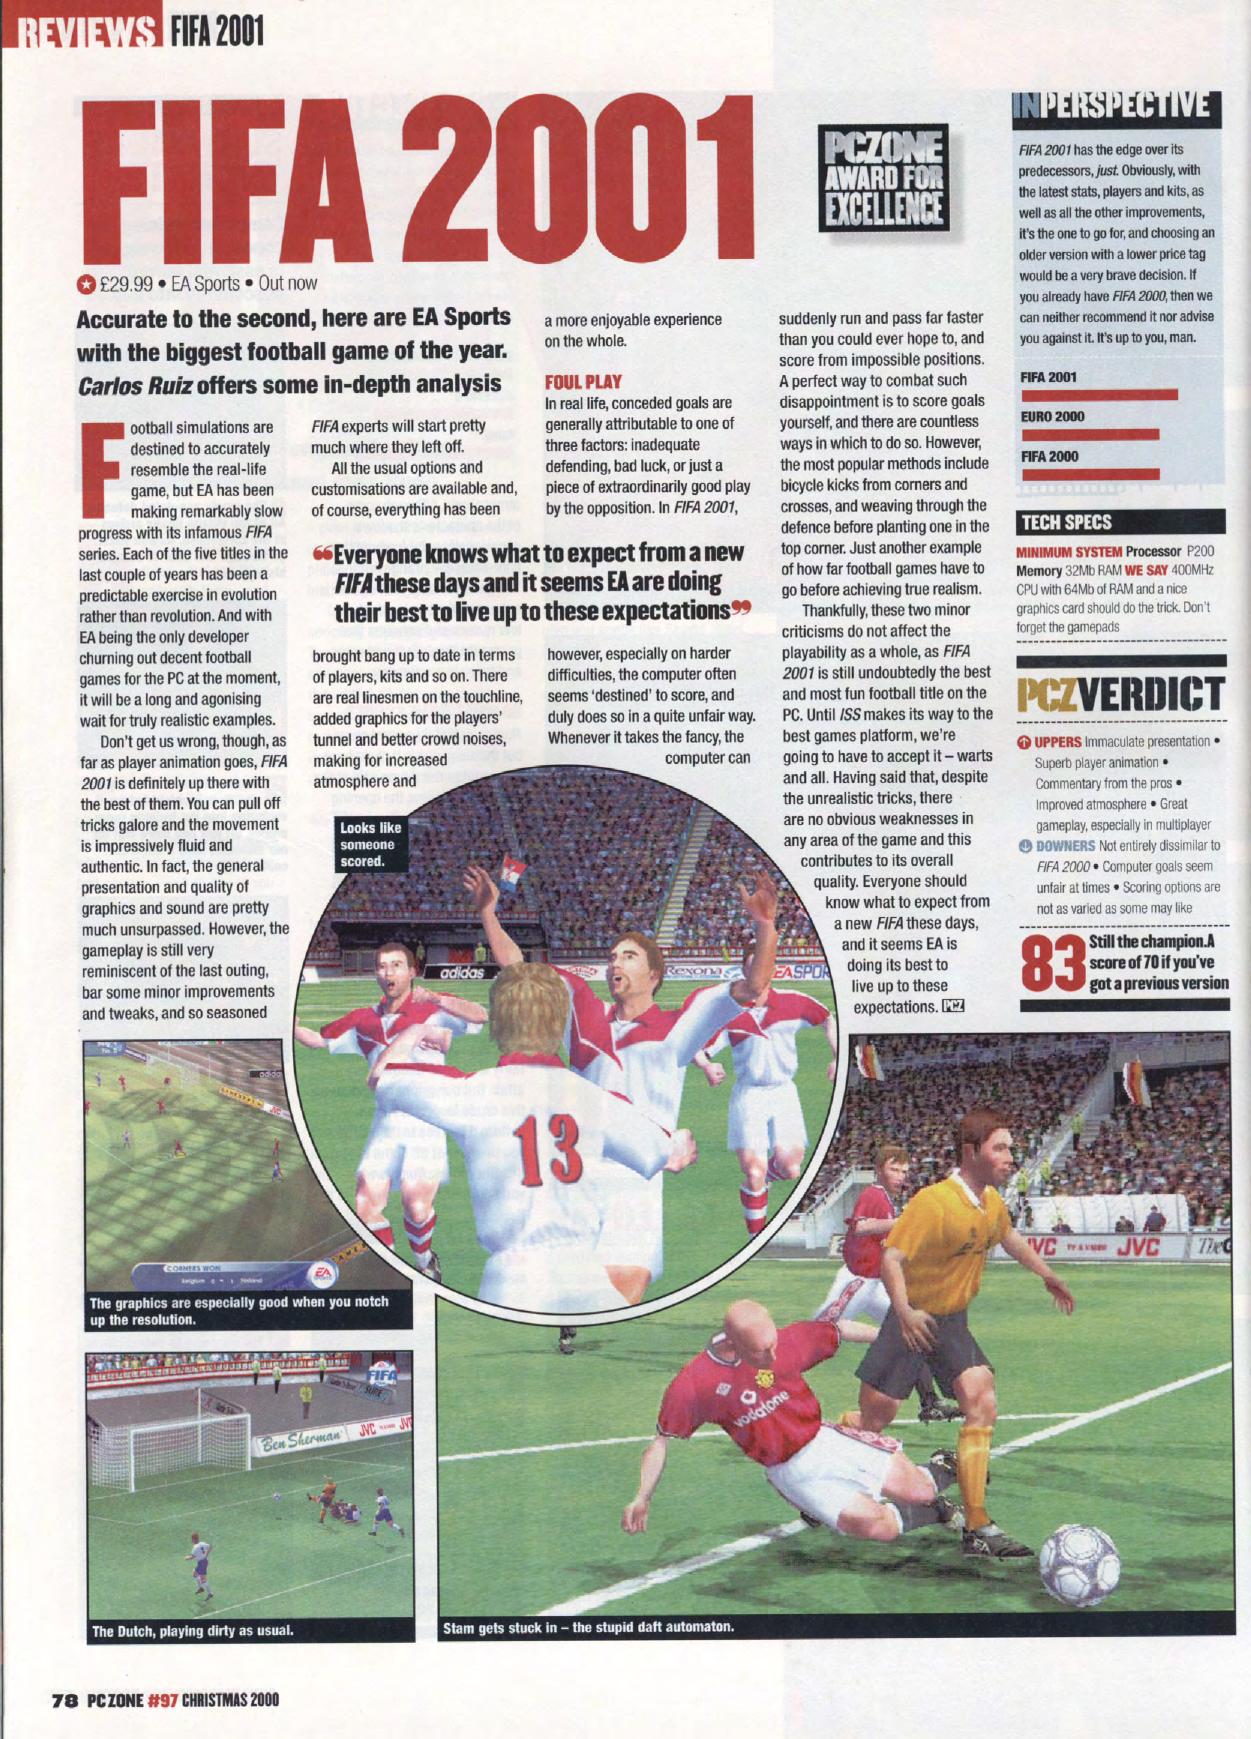 REVIEWS FIFA 2001
FIFA 2001
PCZONE
AWARD FOR
EXCELLENCE
£29.99 • EA Sports • Out now
Accurate to the second, here are EA Sports
with the biggest football game of the year.
Carlos Ruiz offers some in-depth analysis
Football simulations are
destined to accurately
resemble the real-life
game, but EA has been
making remarkably slow
progress with its infamous FIFA
series. Each of the five titles in the
last couple of years has been a
predictable exercise in evolution
rather than revolution. And with
EA being the only developer
churning out decent football
games for the PC at the moment,
it will be a long and agonising
wait for truly realistic examples.
Don't get us wrong, though, as
far as player animation goes, FIFA
2001 is definitely up there with
the best of them. You can pull off
tricks galore and the movement
is impressively fluid and
authentic. In fact, the general
presentation and quality of
graphics and sound are pretty
much unsurpassed. However, the
gameplay is still very
reminiscent of the last outing,
bar some minor improvements
and tweaks, and so seasoned
FIFA experts will start pretty
much where they left off.
All the usual options and
customisations are available and,
of course, everything has been
“Everyone knows what to expect from a new
FIFA these days and it seems EA are doing
their best to live up to these expectations”
brought bang up to date in terms
of players, kits and so on. There
are real linesmen on the touchline,
added graphics for the players'
tunnel and better crowd noises,
making for increased
atmosphere and
a more enjoyable experience
on the whole.
FOUL PLAY
In real life, conceded goals are
generally attributable to one of
three factors: inadequate
defending, bad luck, or just a
piece of extraordinarily good play
by the opposition. In FIFA 2001,
however, especially on harder
difficulties, the computer often
seems 'destined' to score, and
duly does so in a quite unfair way.
Whenever it takes the fancy, the
computer can
suddenly run and pass far faster
than you could ever hope to, and
score from impossible positions.
A perfect way to combat such
disappointment is to score goals
yourself, and there are countless
ways in which to do so. However,
the most popular methods include
bicycle kicks from corners and
crosses, and weaving through the
defence before planting one in the
top corner. Just another example
of how far football games have to
go before achieving true realism.
Thankfully, these two minor
criticisms do not affect the
playability as a whole, as FIFA
2001 is still undoubtedly the best
and most fun football title on the
PC. Until ISS makes its way to the
best games platform, we're
going to have to accept it – warts
and all. Having said that, despite
the unrealistic tricks, there
are no obvious weaknesses in
any area of the game and this
contributes to its overall
quality. Everyone should
know what to expect from
a new FIFA these days,
and it seems EA is
doing its best to
live up to these
expectations. PCZ
INPERSPECTIVE
FIFA 2001 has the edge over its
predecessors, just. Obviously, with
the latest stats, players and kits, as
well as all the other improvements,
it's the one to go for, and choosing an
older version with a lower price tag
would be a very brave decision. If
you already have FIFA 2000, then we
can neither recommend it nor advise
you against it. It's up to you, man.
FIFA 2001
EURO 2000
FIFA 2000
TECH SPECS
MINIMUM SYSTEM Processor P200
Memory 32Mb RAM WE SAY 400MHz
CPU with 64Mb of RAM and a nice
graphics card should do the trick. Don't
forget the gamepads
PCZVERDICT
UPPERS Immaculate presentation •
Superb player animation •
Commentary from the pros •
Improved atmosphere • Great
gameplay, especially in multiplayer
DOWNERS Not entirely dissimilar to
FIFA 2000 • Computer goals seem
unfair at times • Scoring options are
not as varied as some may like
83
Still the champion. A
score of 70 if you've
got a previous version
Looks like
someone
scored.
adidas
Rexona
EA SPOR
13
adidas
JVC
CORNERS WON
Belgium 0 - 1 Finland
EA
The graphics are especially good when you notch
up the resolution.
FIFA
SURE
Ben Sherman
JVC
JV
The Dutch, playing dirty as usual.
JVC
JVC
The
vodafone
Stam gets stuck in – the stupid daft automaton.
78 PCZONE #97 CHRISTMAS 2000